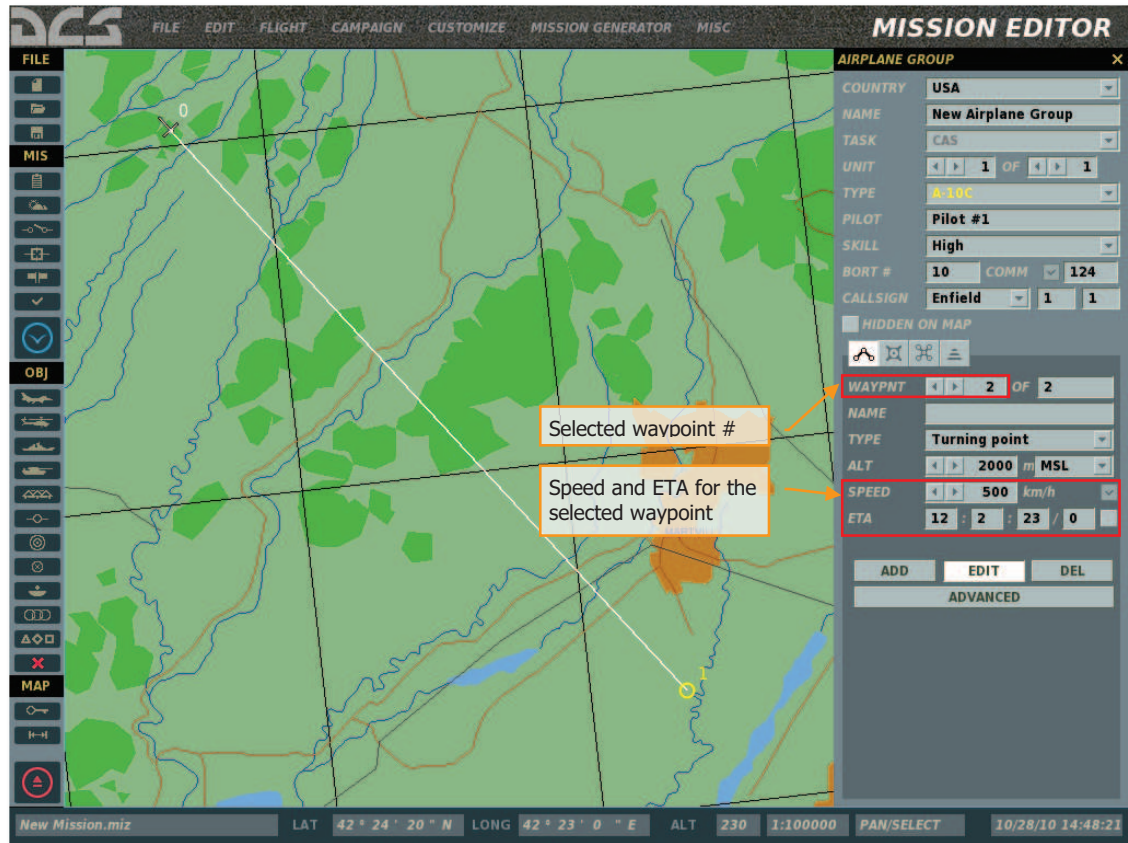 DCS FILE EDIT FLIGHT CAMPAIGN CUSTOMIZE MISSION GENERATOR MISC MISSION EDITOR
FILE
MIS
OBJ
MAP
0
1
Selected waypoint #
Speed and ETA for the
selected waypoint
AIRPLANE GROUP X
COUNTRY USA
NAME New Airplane Group
TASK CAS
UNIT 1 OF 1
TYPE A-10C
PILOT Pilot #1
SKILL High
BORT # 10 COMM 124
CALLSIGN Enfield 1 1
HIDDEN ON MAP
WAYPNT 2 OF 2
NAME
TYPE Turning point
ALT 2000 m MSL
SPEED 500 km/h
ETA 12 : 2 : 23 / 0
ADD EDIT DEL
ADVANCED
New Mission.miz LAT 42 ° 24 ' 20 " N LONG 42 ° 23 ' 0 " E ALT 230 1:100000 PAN/SELECT 10/28/10 14:48:21